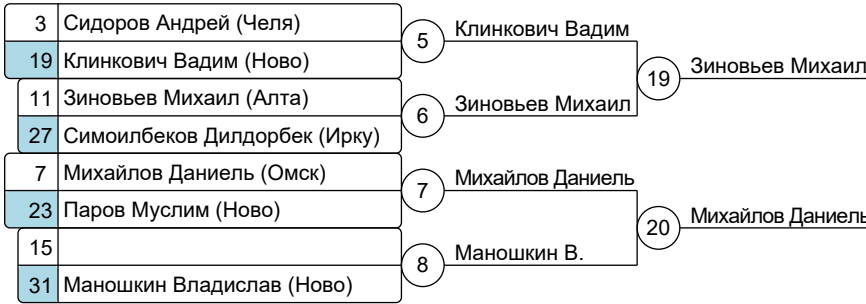 3 Сидоров Андрей (Челя)
5 Клинкович Вадим
19 Клинкович Вадим (Ново)
19 Зиновьев Михаил
11 Зиновьев Михаил (Алта)
6 Зиновьев Михаил
27 Симоилбеков Дилдорбек (Ирку)
7 Михайлов Даниель (Омск)
7 Михайлов Даниель
23 Паров Муслим (Ново)
20 Михайлов Даниель
15
8 Маношкин В.
31 Маношкин Владислав (Ново)